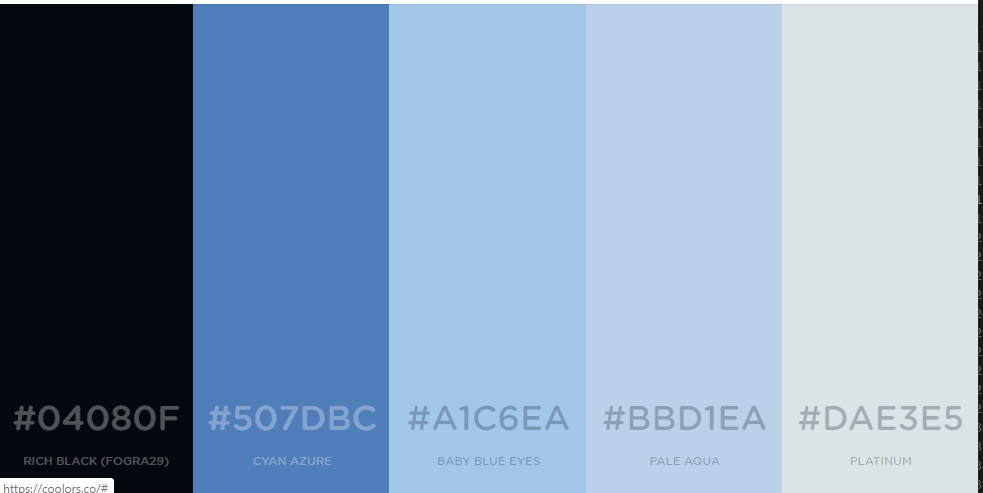 #04080F
RICH BLACK (FOGRA29)
#507DBC
CYAN AZURE
#A1C6EA
BABY BLUE EYES
#BBD1EA
PALE AQUA
#DAE3E5
PLATINUM
https://coolors.co/#